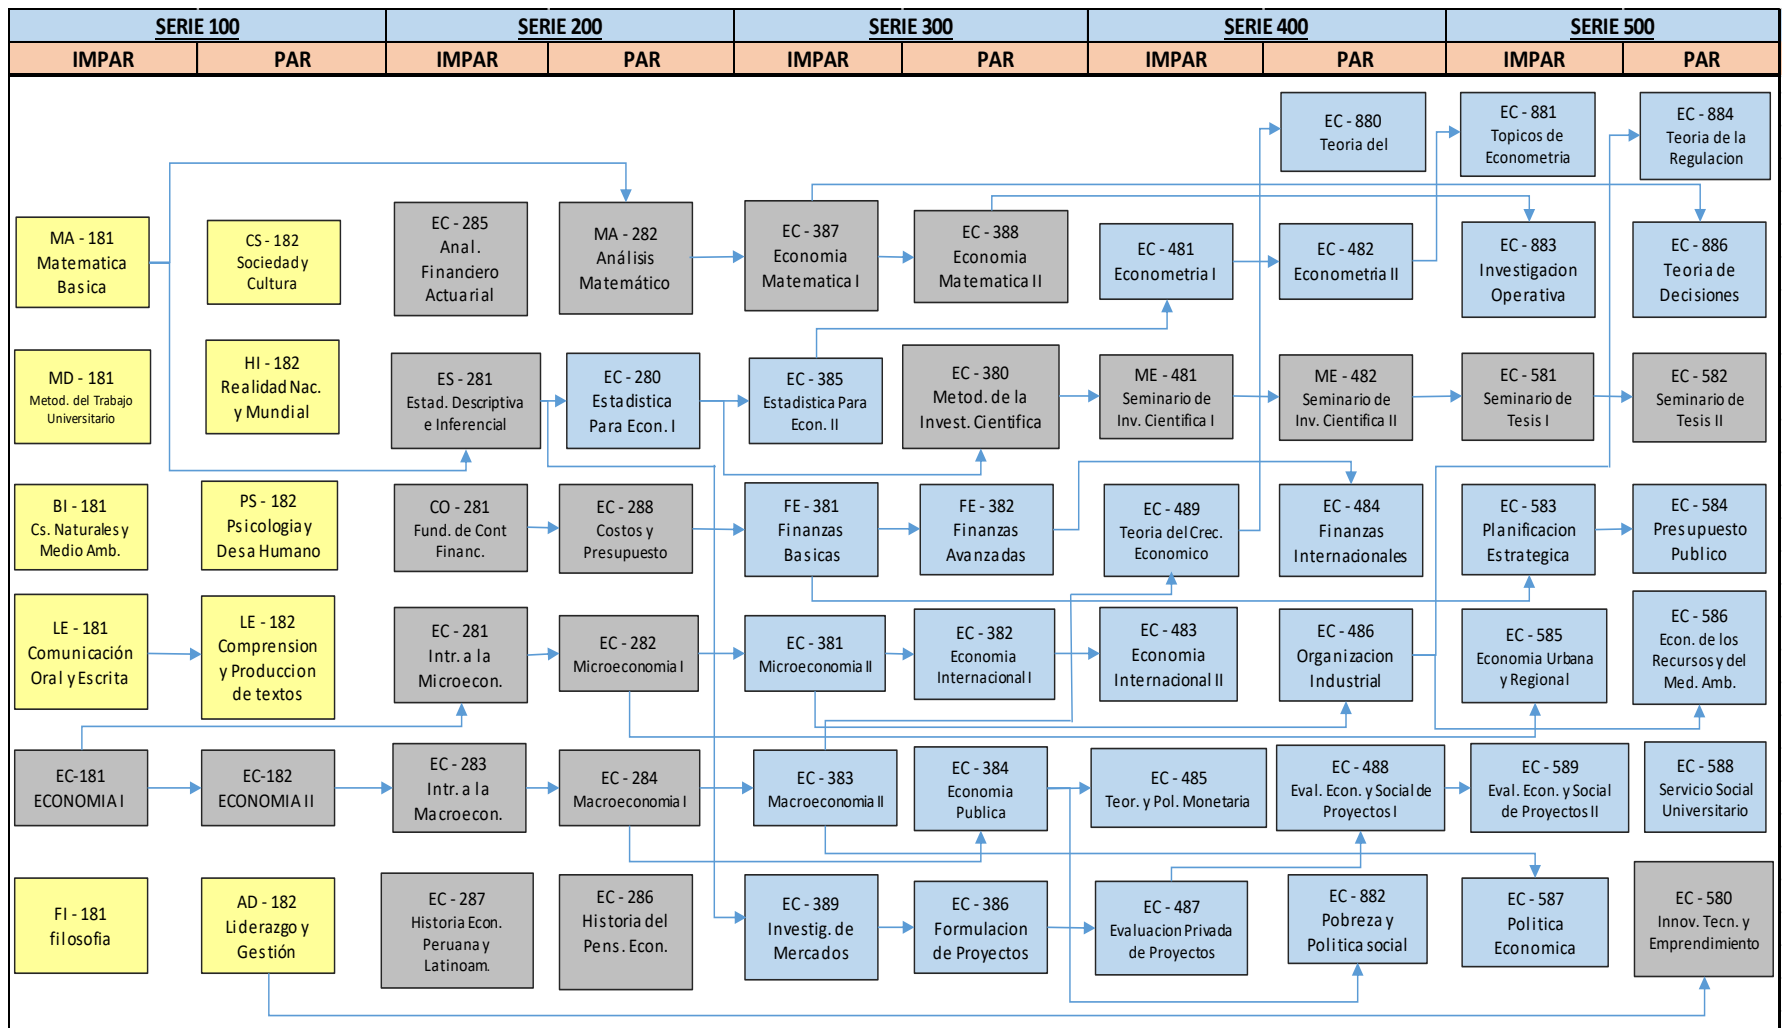 SERIE 100
SERIE 200
SERIE 300
SERIE 400
SERIE 500
IMPAR
PAR
IMPAR
PAR
IMPAR
PAR
IMPAR
PAR
IMPAR
PAR
EC - 880
Teoria del
EC - 881
Topicos de
Econometria
EC - 884
Teoria de la
Regulacion
MA - 181
Matematica
Basica
CS - 182
Sociedad y
Cultura
EC - 285
Anal.
Financiero
Actuarial
MA - 282
Análisis
Matemático
EC - 387
Economia
Matematica I
EC - 388
Economia
Matematica II
EC - 481
Econometria I
EC - 482
Econometria II
EC - 883
Investigacion
Operativa
EC - 886
Teoria de
Decisiones
MD - 181
Metod. del Trabajo
Universitario
HI - 182
Realidad Nac.
y Mundial
ES - 281
Estad. Descriptiva
e Inferencial
EC - 280
Estadistica
Para Econ. I
EC - 385
Estadistica Para
Econ. II
EC - 380
Metod. de la
Invest. Científica
ME - 481
Seminario de
Inv. Cientifica I
ME - 482
Seminario de
Inv. Cientifica II
EC - 581
Seminario de
Tesis I
EC - 582
Seminario de
Tesis II
BI - 181
Cs. Naturales y
Medio Amb.
PS - 182
Psicologia y
Desa Humano
CO - 281
Fund. de Cont
Financ.
EC - 288
Costos y
Presupuesto
FE - 381
Finanzas
Basicas
FE - 382
Finanzas
Avanzadas
EC - 489
Teoria del Crec.
Economico
EC - 484
Finanzas
Internacionales
EC - 583
Planificacion
Estrategica
EC - 584
Presupuesto
Publico
LE - 181
Comunicación
Oral y Escrita
LE - 182
Comprension
y Produccion
de textos
EC - 281
Intr. a la
Microecon.
EC - 282
Microeconomia I
EC - 381
Microeconomia II
EC - 382
Economia
Internacional I
EC - 483
Economia
Internacional II
EC - 486
Organizacion
Industrial
EC - 585
Economia Urbana
y Regional
EC - 586
Econ. de los
Recursos y del
Med. Amb.
EC-181
ECONOMIA I
EC-182
ECONOMIA II
EC - 283
Intr. a la
Macroecon.
EC - 284
Macroeconomia I
EC - 383
Macroeconomia II
EC - 384
Economia
Publica
EC - 485
Teor. y Pol. Monetaria
EC - 488
Eval. Econ. y Social de
Proyectos I
EC - 589
Eval. Econ. y Social
de Proyectos II
EC - 588
Servicio Social
Universitario
FI - 181
filosofia
AD - 182
Liderazgo y
Gestión
EC - 287
Historia Econ.
Peruana y
Latinoam.
EC - 286
Historia del
Pens. Econ.
EC - 389
Investig. de
Mercados
EC - 386
Formulacion
de Proyectos
EC - 487
Evaluacion Privada
de Proyectos
EC - 882
Pobreza y
Politica social
EC - 587
Politica
Economica
EC - 580
Innov. Tecn. y
Emprendimiento